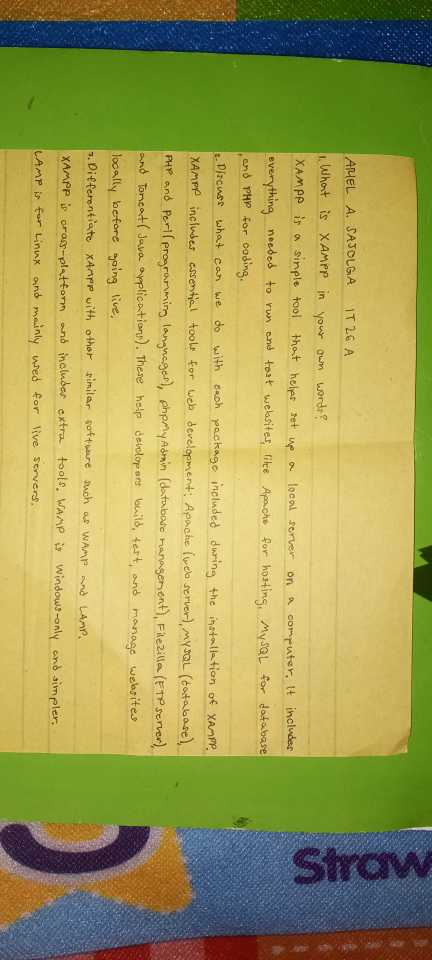 ARIEL A. SAJOLGA IT26A
1. What is XAMPP in your own words?
XAMPP is a simple tool that helps set up a local server on a computer. It includes
everything needed to run and test websites, like Apache for hosting, MySQL for database
, and PHP for coding.
2. Discuss what can we do with each package included during the installation of XAMPP.
XAMPP includes essential tools for web development: Apache (web server), MYSQL (database),
PHP and Perl (programming languages), phpMyAdmin (database management), FileZilla (FTP server),
and Tomcat (Java applications). These help developers build, test, and manage websites
locally before going live.
3. Differentiate XAMPP with other similar software such as WAMP and LAMP.
XAMPP is cross-platform and includes extra tools. WAMP is Windows-only and simpler.
LAMP is for Linux and mainly used for live servers.
Straw